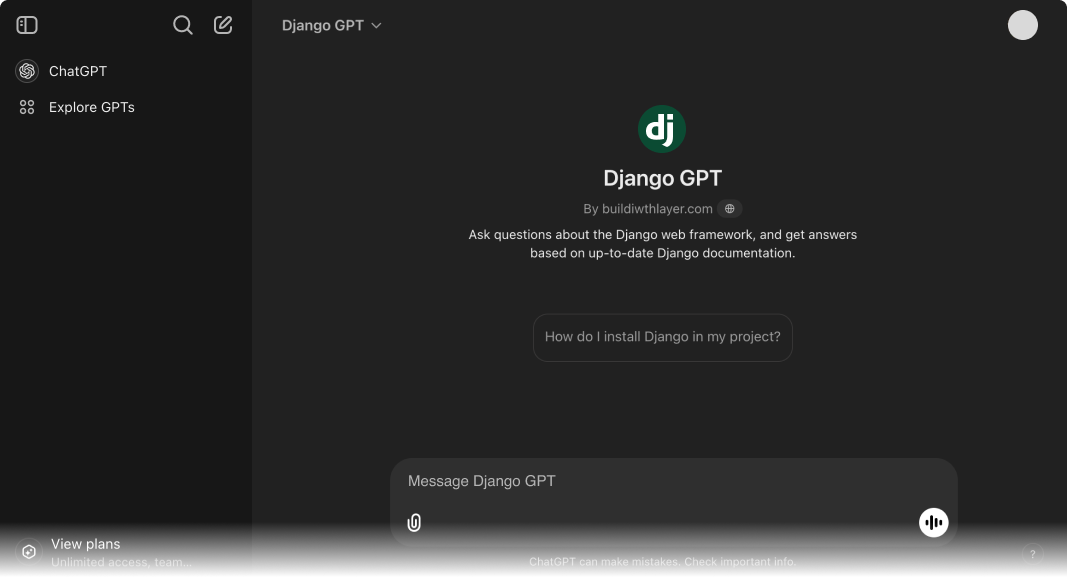 Django GPT
ChatGPT
Explore GPTs
dj
Django GPT
By buildiwthlayer.com
Ask questions about the Django web framework, and get answers
based on up-to-date Django documentation.
How do I install Django in my project?
Message Django GPT
View plans
Unlimited access, team...
ChatGPT can make mistakes. Check important info.
?